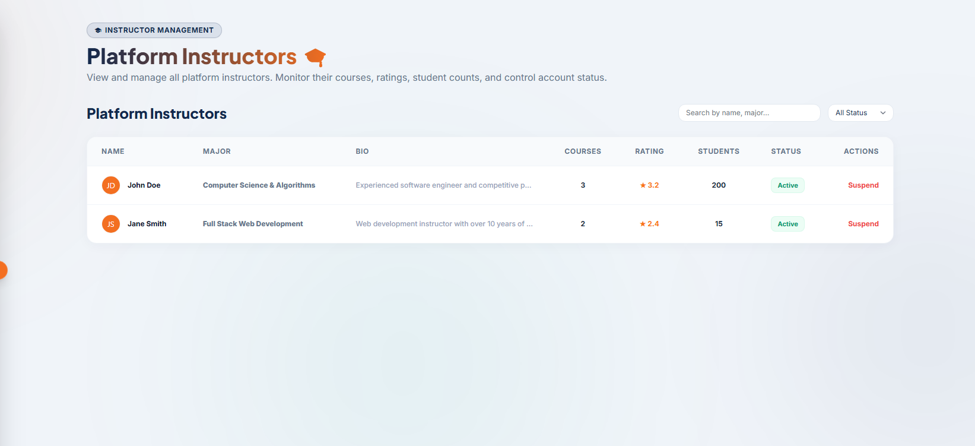 INSTRUCTOR MANAGEMENT
Platform Instructors
View and manage all platform instructors. Monitor their courses, ratings, student counts, and control account status.
Platform Instructors
Search by name, major...
All Status
NAME MAJOR BIO COURSES RATING STUDENTS STATUS ACTIONS
JD John Doe Computer Science & Algorithms Experienced software engineer and competitive p... 3 ★ 3.2 200 Active Suspend
JS Jane Smith Full Stack Web Development Web development instructor with over 10 years of ... 2 ★ 2.4 15 Active Suspend